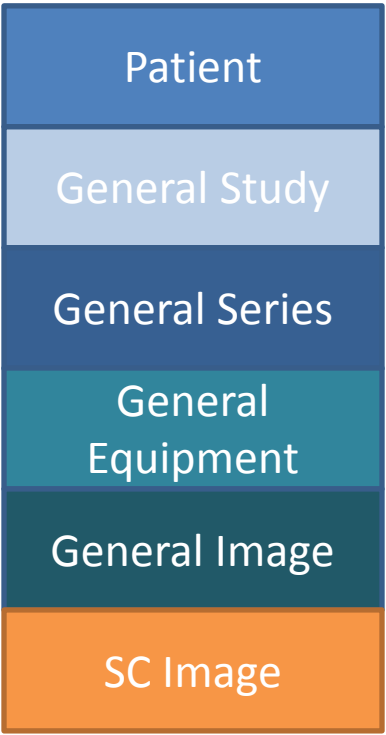 Patient
General Study
General Series
General
Equipment
General Image
SC Image